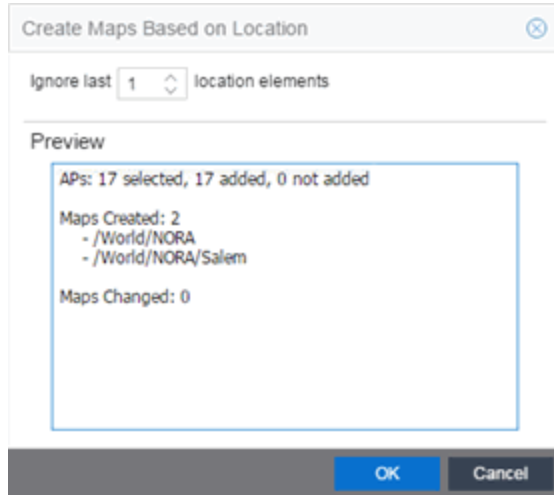 Create Maps Based on Location
Ignore last 1 location elements
Preview
APs: 17 selected, 17 added, 0 not added
Maps Created: 2
- /World/NORA
- /World/NORA/Salem
Maps Changed: 0
OK Cancel